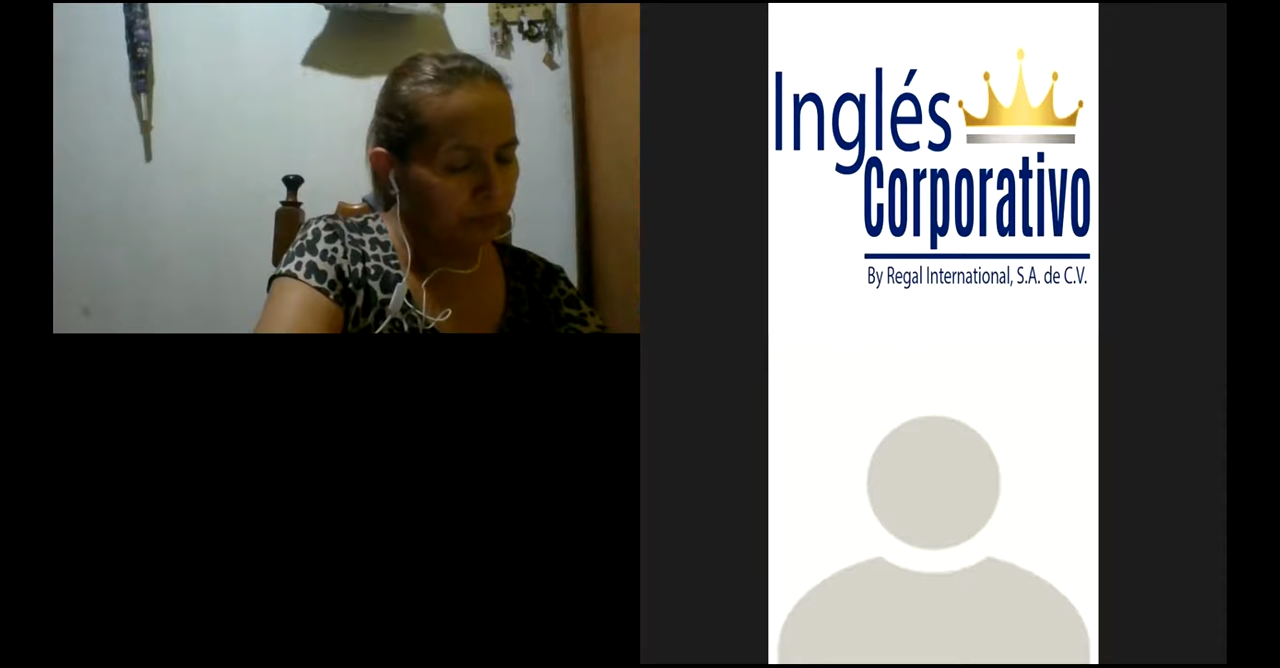 Inglés
Corporativo
By Regal International, S.A. de C.V.